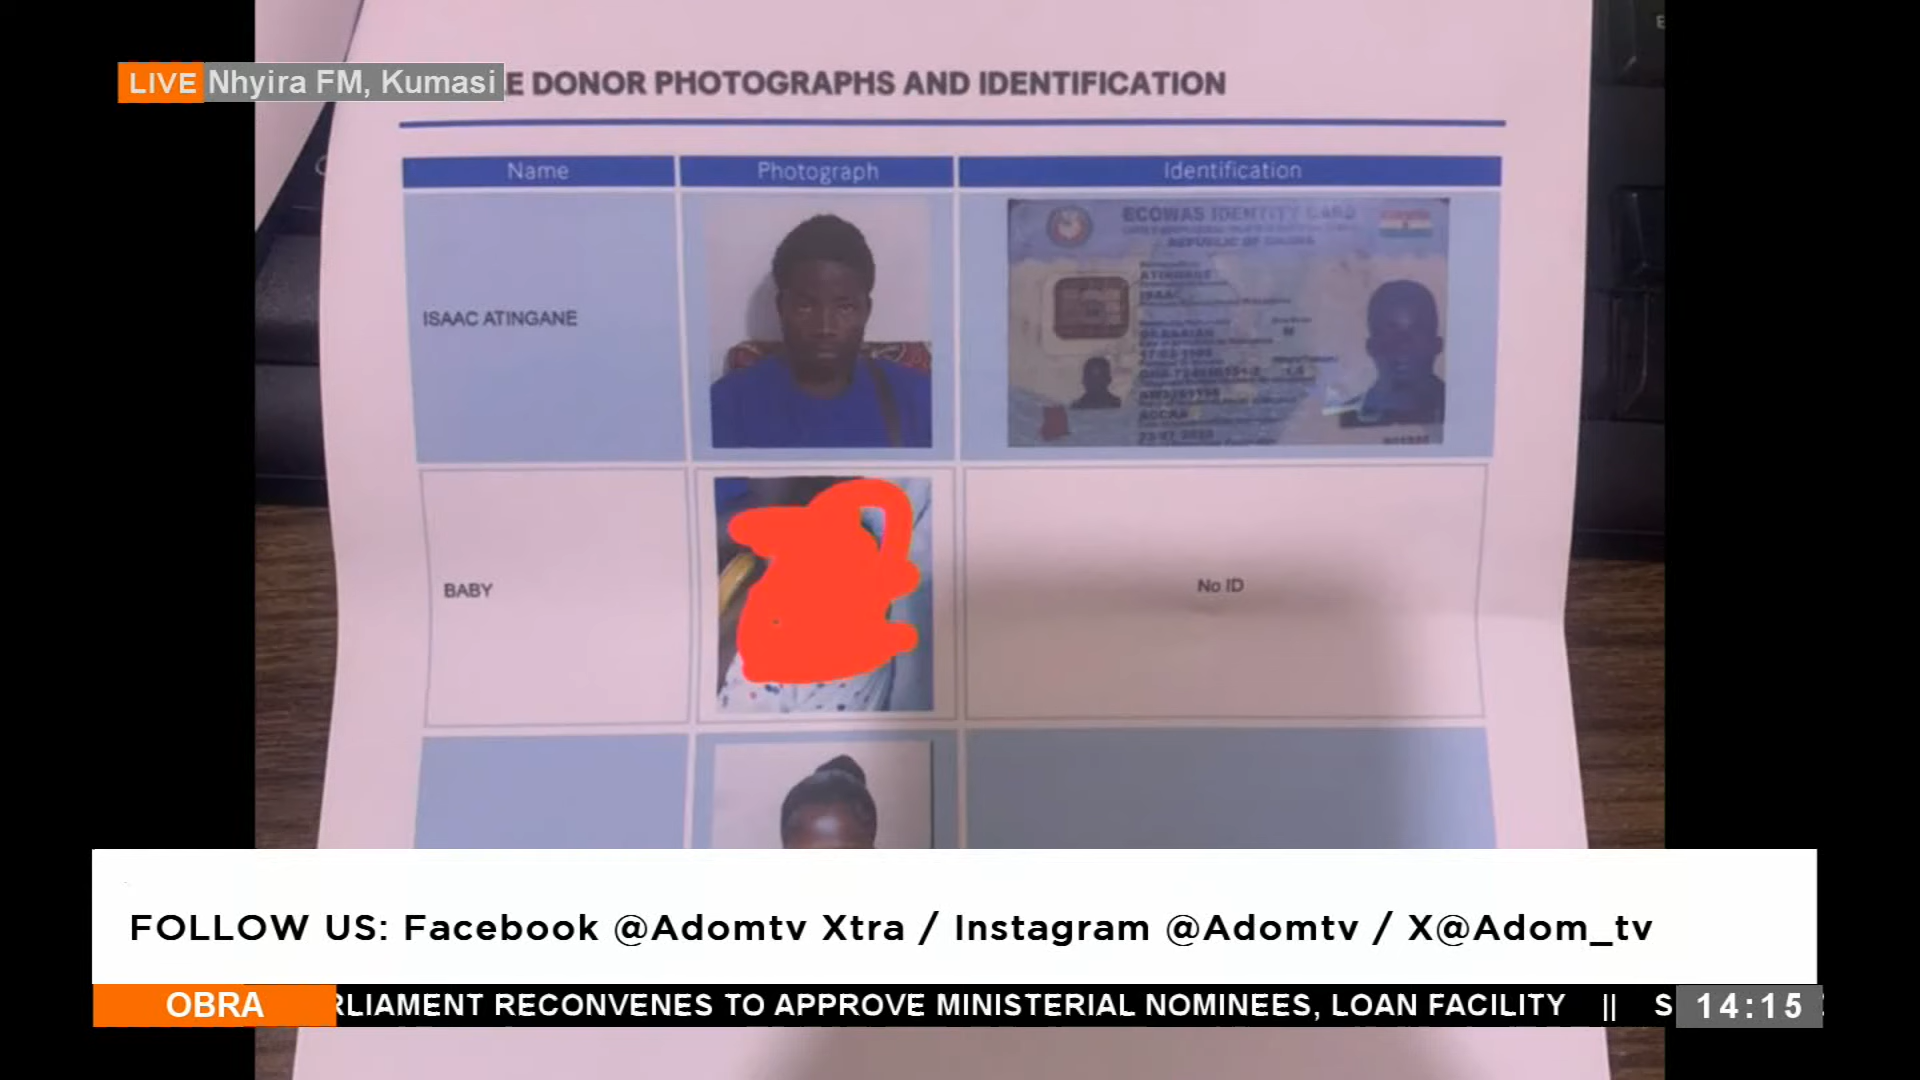 LIVE Nhyira FM, Kumasi
E DONOR PHOTOGRAPHS AND IDENTIFICATION
Name Photograph Identification
ECOWAS IDENTITY CARD
ISAAC ATINGANE
BABY
No ID
FOLLOW US: Facebook @Adomtv Xtra / Instagram @Adomtv / X@Adom_tv
OBRA RLIAMENT RECONVENES TO APPROVE MINISTERIAL NOMINEES, LOAN FACILITY || S 14:15